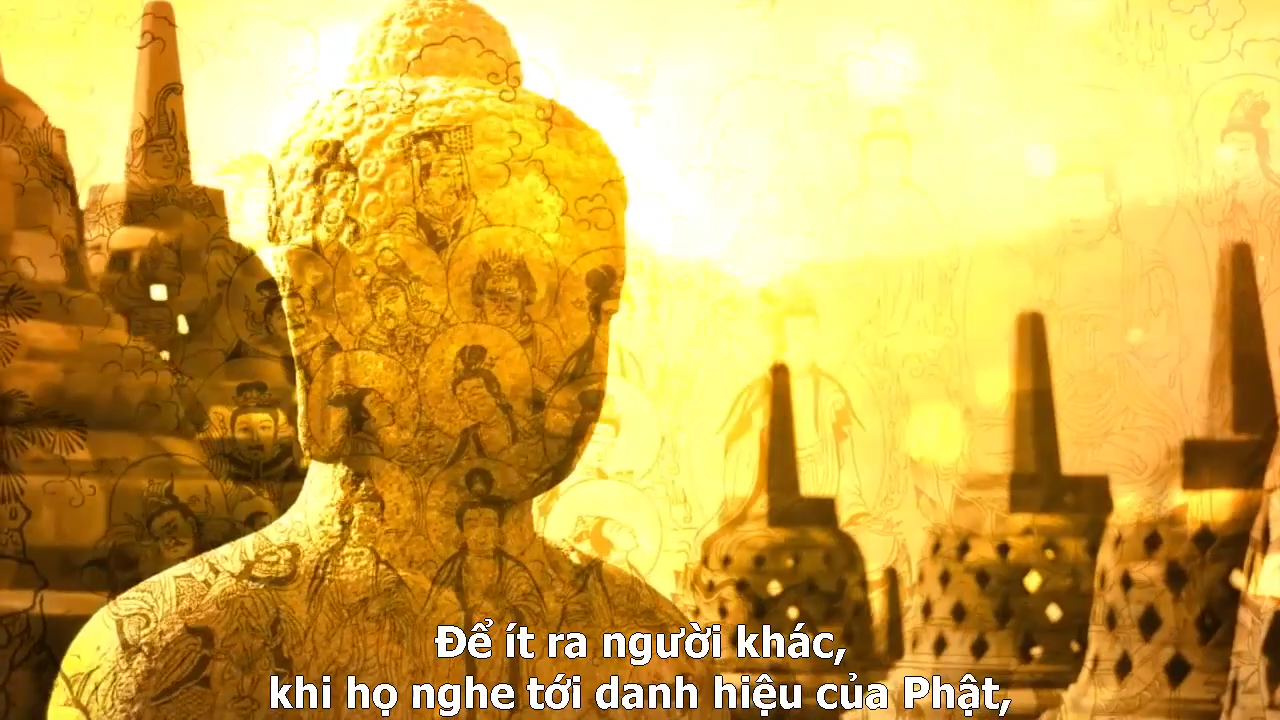 Để ít ra người khác,
khi họ nghe tới danh hiệu của Phật,